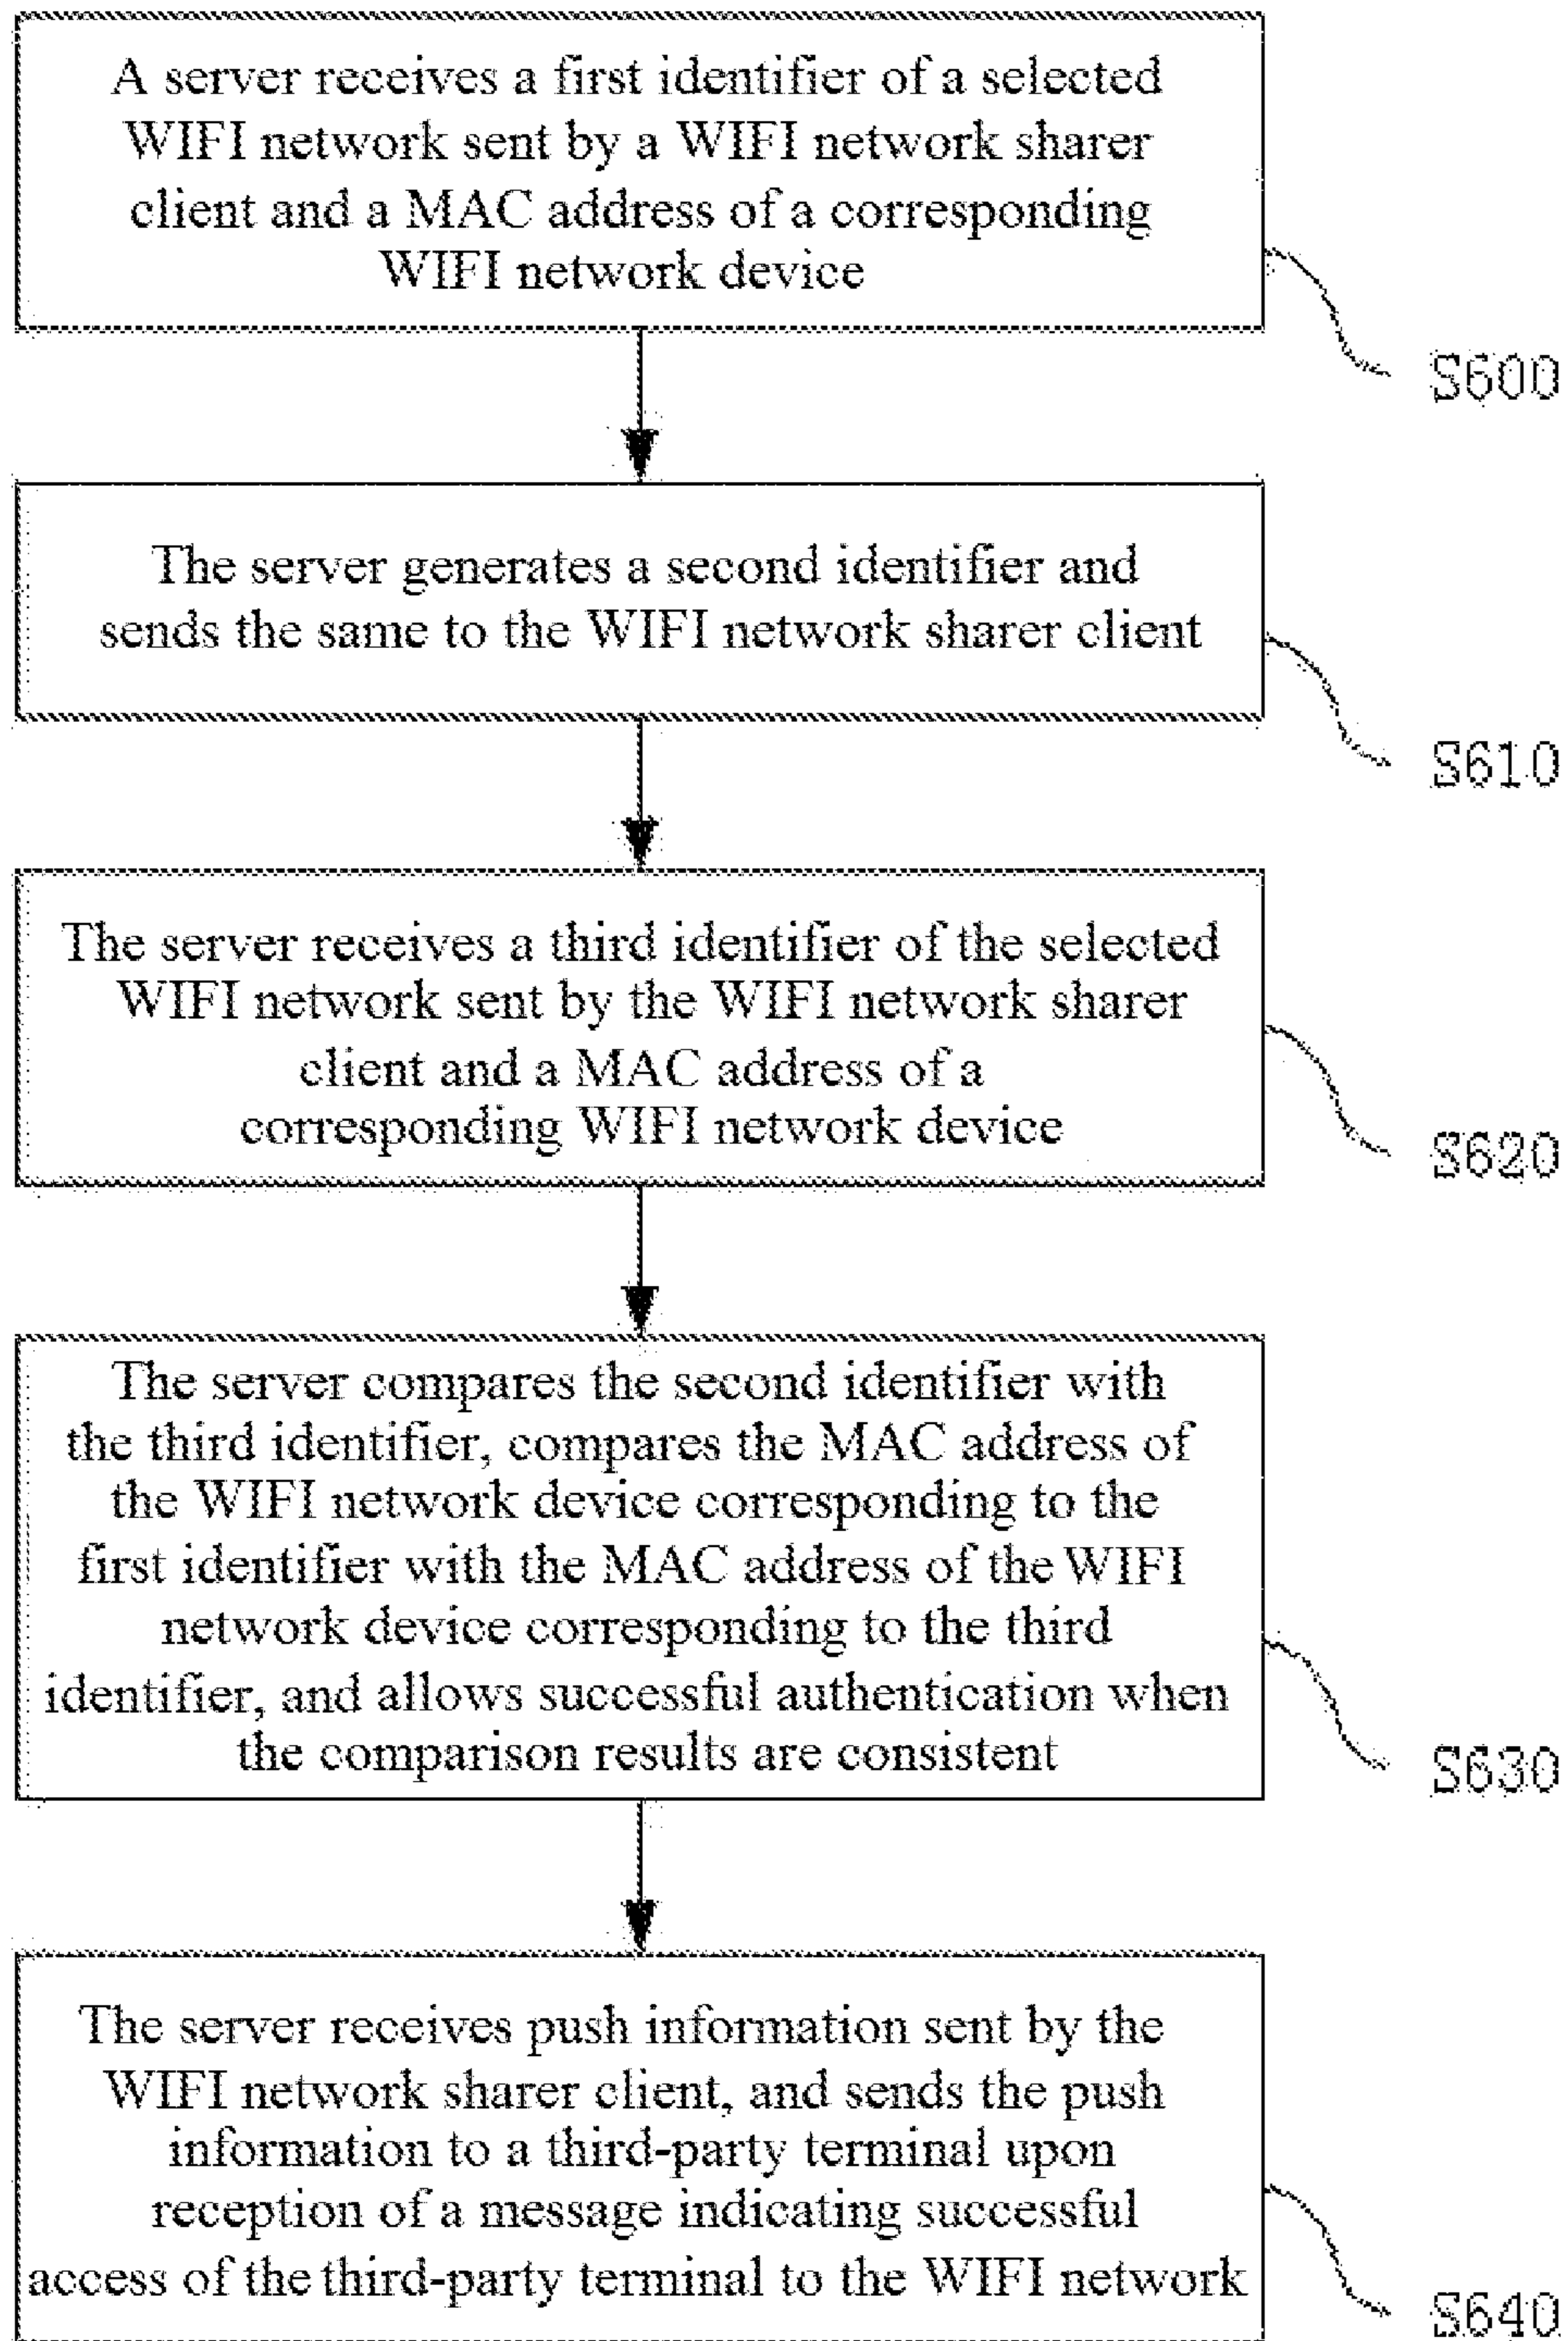 A server receives a first identifier of a selected
WIFI network sent by a WIFI network sharer
client and a MAC address of a corresponding
WIFI network device
S600
The server generates a second identifier and
sends the same to the WIFI network sharer client
S610
The server receives a third identifier of the selected
WIFI network sent by the WIFI network sharer
client and a MAC address of a
corresponding WIFI network device
S620
The server compares the second identifier with
the third identifier, compares the MAC address of
the WIFI network device corresponding to the
first identifier with the MAC address of the WIFI
network device corresponding to the third
identifier, and allows successful authentication when
the comparison results are consistent
S630
The server receives push information sent by the
WIFI network sharer client, and sends the push
information to a third-party terminal upon
reception of a message indicating successful
access of the third-party terminal to the WIFI network
S640